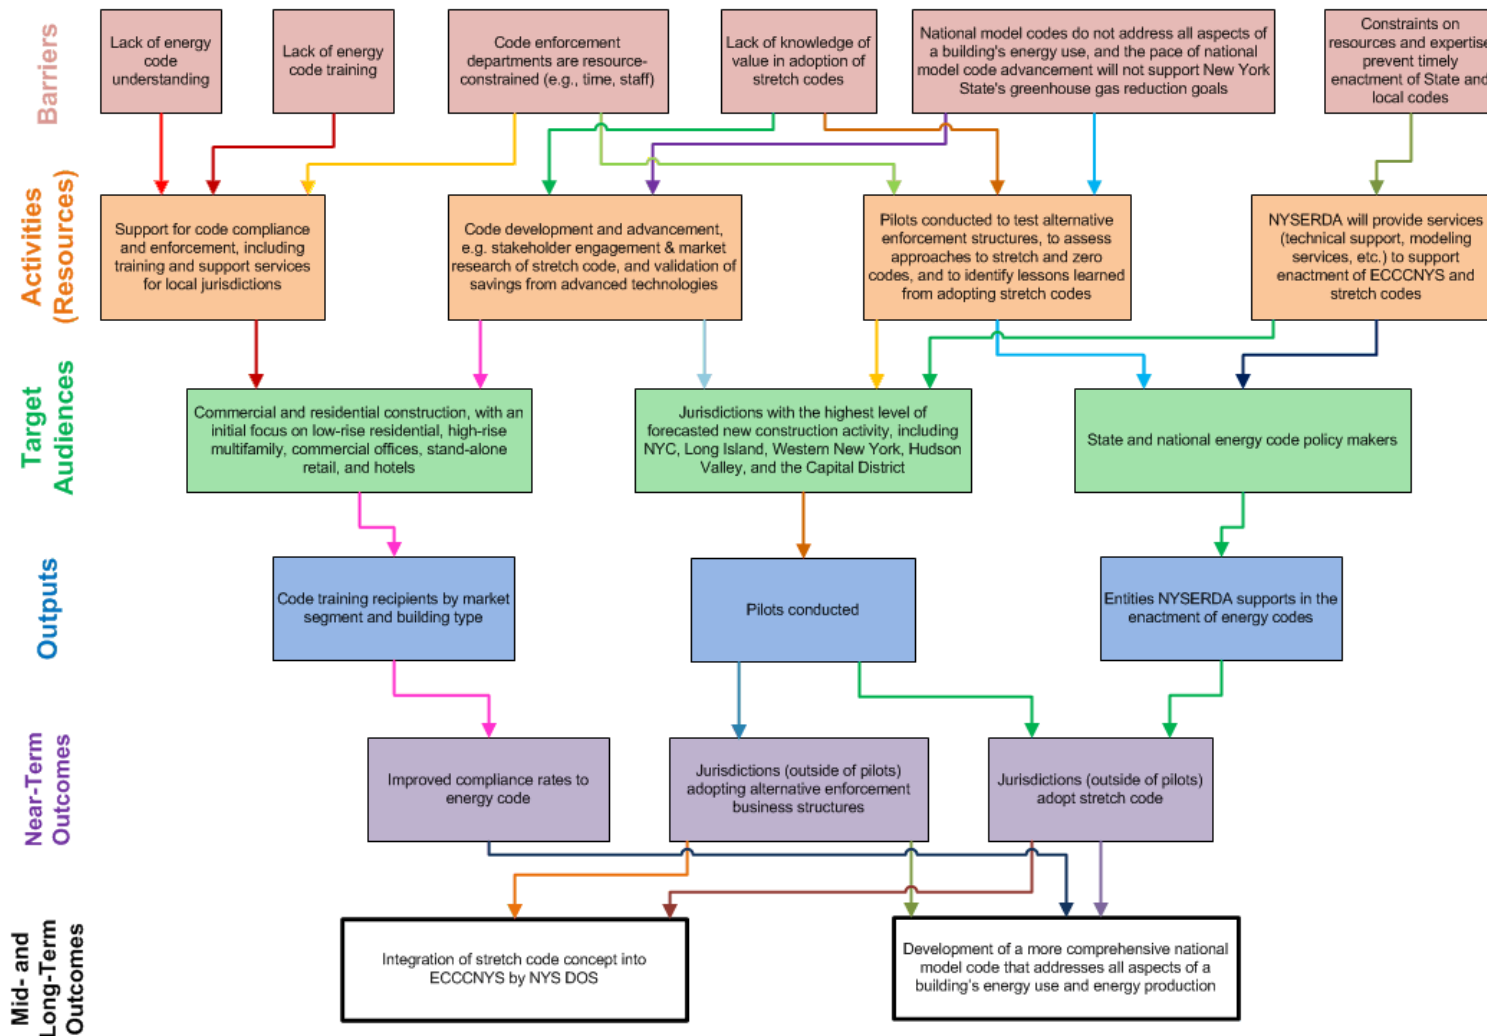 Barriers
Lack of energy
code
understanding
Lack of energy
code training
Code enforcement
departments are resource-
constrained (e.g., time, staff)
Lack of knowledge of
value in adoption of
stretch codes
National model codes do not address all aspects
of a building's energy use, and the pace of national
model code advancement will not support New York
State's greenhouse gas reduction goals
Constraints on
resources and expertise
prevent timely
enactment of State and
local codes
Activities
(Resources)
Support for code compliance
and enforcement, including
training and support services
for local jurisdictions
Code development and advancement,
e.g. stakeholder engagement & market
research of stretch code, and validation of
savings from advanced technologies
Pilots conducted to test alternative
enforcement structures, to assess
approaches to stretch and zero
codes, and to identify lessons learned
from adopting stretch codes
NYSERDA will provide services
(technical support, modeling
services, etc.) to support
enactment of ECCCNYS and
stretch codes
Target
Audiences
Commercial and residential construction, with an
initial focus on low-rise residential, high-rise
multifamily, commercial offices, stand-alone
retail, and hotels
Jurisdictions with the highest level of
forecasted new construction activity, including
NYC, Long Island, Western New York, Hudson
Valley, and the Capital District
State and national energy code policy makers
Outputs
Code training recipients by market
segment and building type
Pilots conducted
Entities NYSERDA supports in the
enactment of energy codes
Near-Term
Outcomes
Improved compliance rates to
energy code
Jurisdictions (outside of pilots)
adopting alternative enforcement
business structures
Jurisdictions (outside of pilots)
adopt stretch code
Mid- and
Long-Term
Outcomes
Integration of stretch code concept into
ECCCNYS by NYS DOS
Development of a more comprehensive national
model code that addresses all aspects of a
building's energy use and energy production